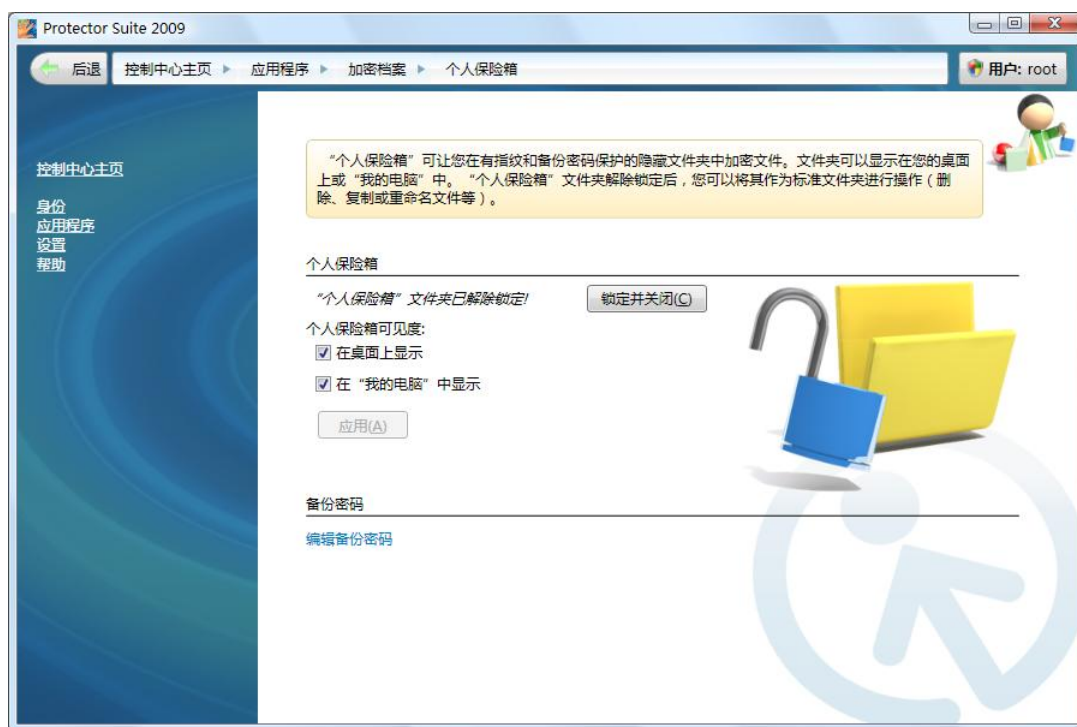 Protector Suite 2009
后退 控制中心主页 应用程序 加密档案 个人保险箱 用户: root
控制中心主页
身份
应用程序
设置
帮助
“个人保险箱”可让您在有指纹和备份密码保护的隐藏文件夹中加密文件。文件夹可以显示在您的桌面
上或“我的电脑”中。“个人保险箱”文件夹解除锁定后，您可以将其作为标准文件夹进行操作（删
除、复制或重命名文件等）。
个人保险箱
“个人保险箱”文件夹已解除锁定! 锁定并关闭(C)
个人保险箱可见度:
在桌面上显示
在“我的电脑”中显示
应用(A)
备份密码
编辑备份密码